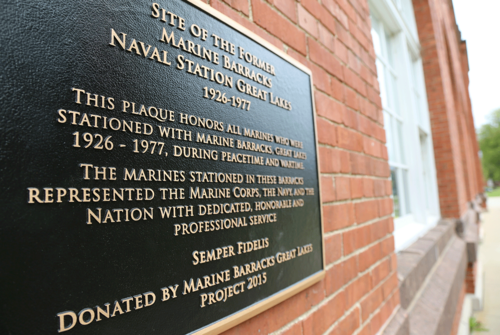 Site of the Former
Marine Barracks
Naval Station Great Lakes
1926-1977
This plaque honors all Marines who were
stationed with Marine Barracks, Great Lakes
1926 - 1977, during peacetime and wartime.
The Marines stationed in these barracks
represented the Marine Corps, the Navy, and the
Nation with dedicated, honorable and
professional service
Semper Fidelis
Donated by Marine Barracks Great Lakes
Project 2015